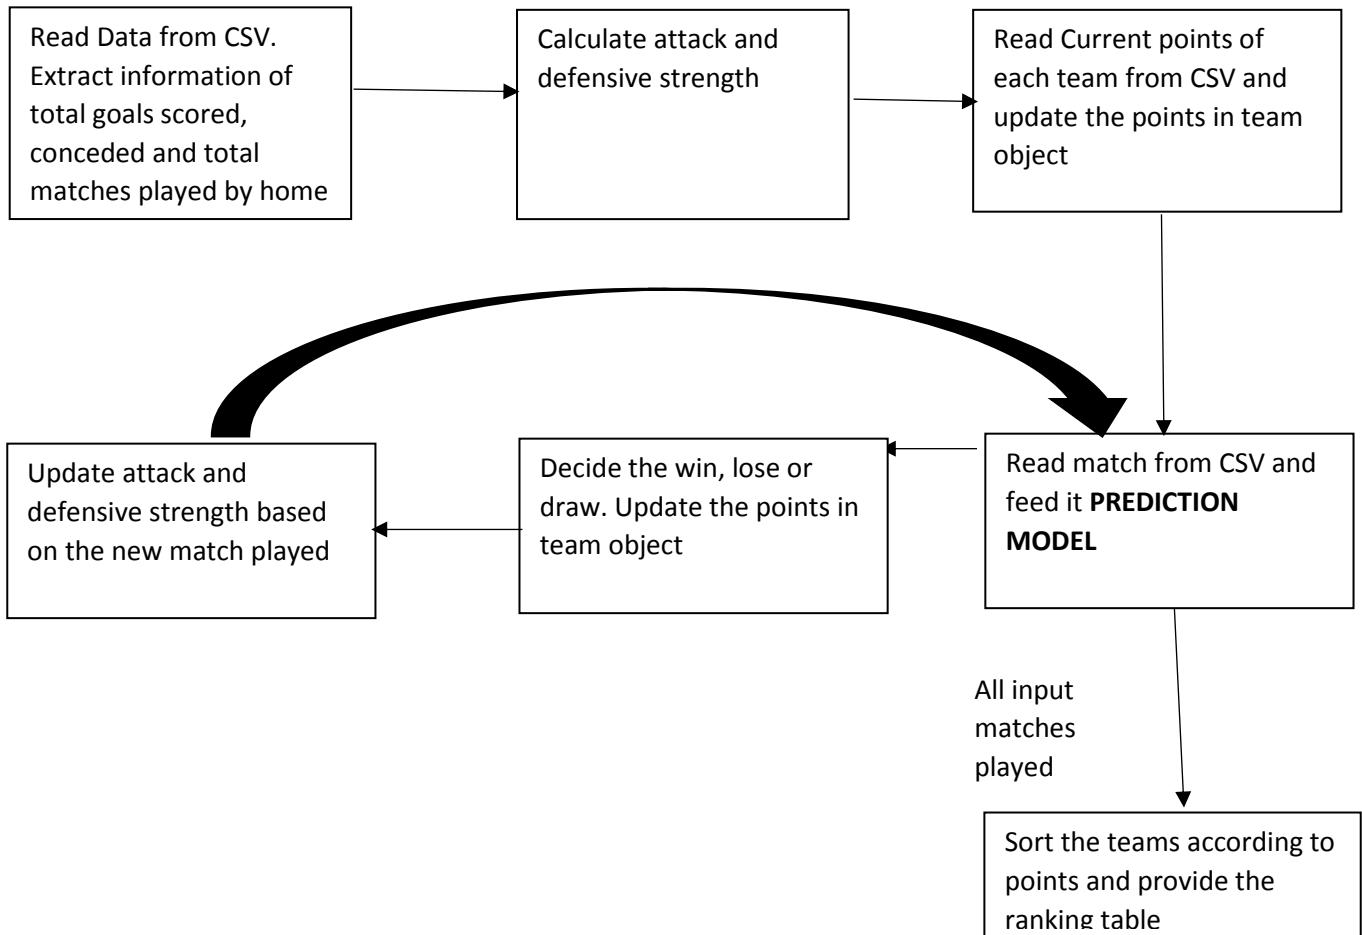 Read Data from CSV.
Extract information of
total goals scored,
conceded and total
matches played by home
Calculate attack and
defensive strength
Read Current points of
each team from CSV and
update the points in team
object
Update attack and
defensive strength based
on the new match played
Decide the win, lose or
draw. Update the points in
team object
Read match from CSV and
feed it PREDICTION
MODEL
All input
matches
played
Sort the teams according to
points and provide the
ranking table